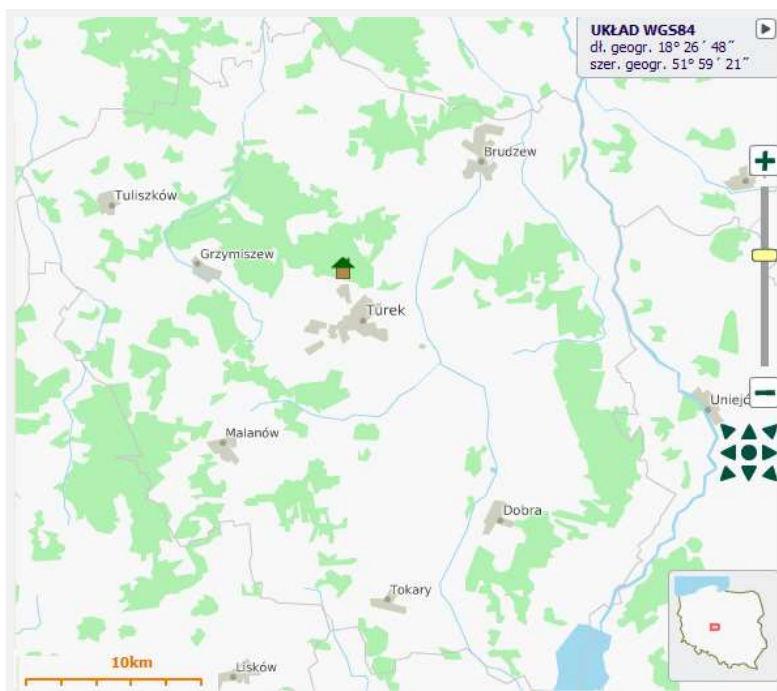 UKŁAD WGS84
dł. geogr. 18° 26 ´ 48˝
szer. geogr. 51° 59 ´ 21˝
Brudzew
Tuliszków
Grzymiszew
Turek
Uniejów
Malanów
Dobra
Tokary
10km
Lisków